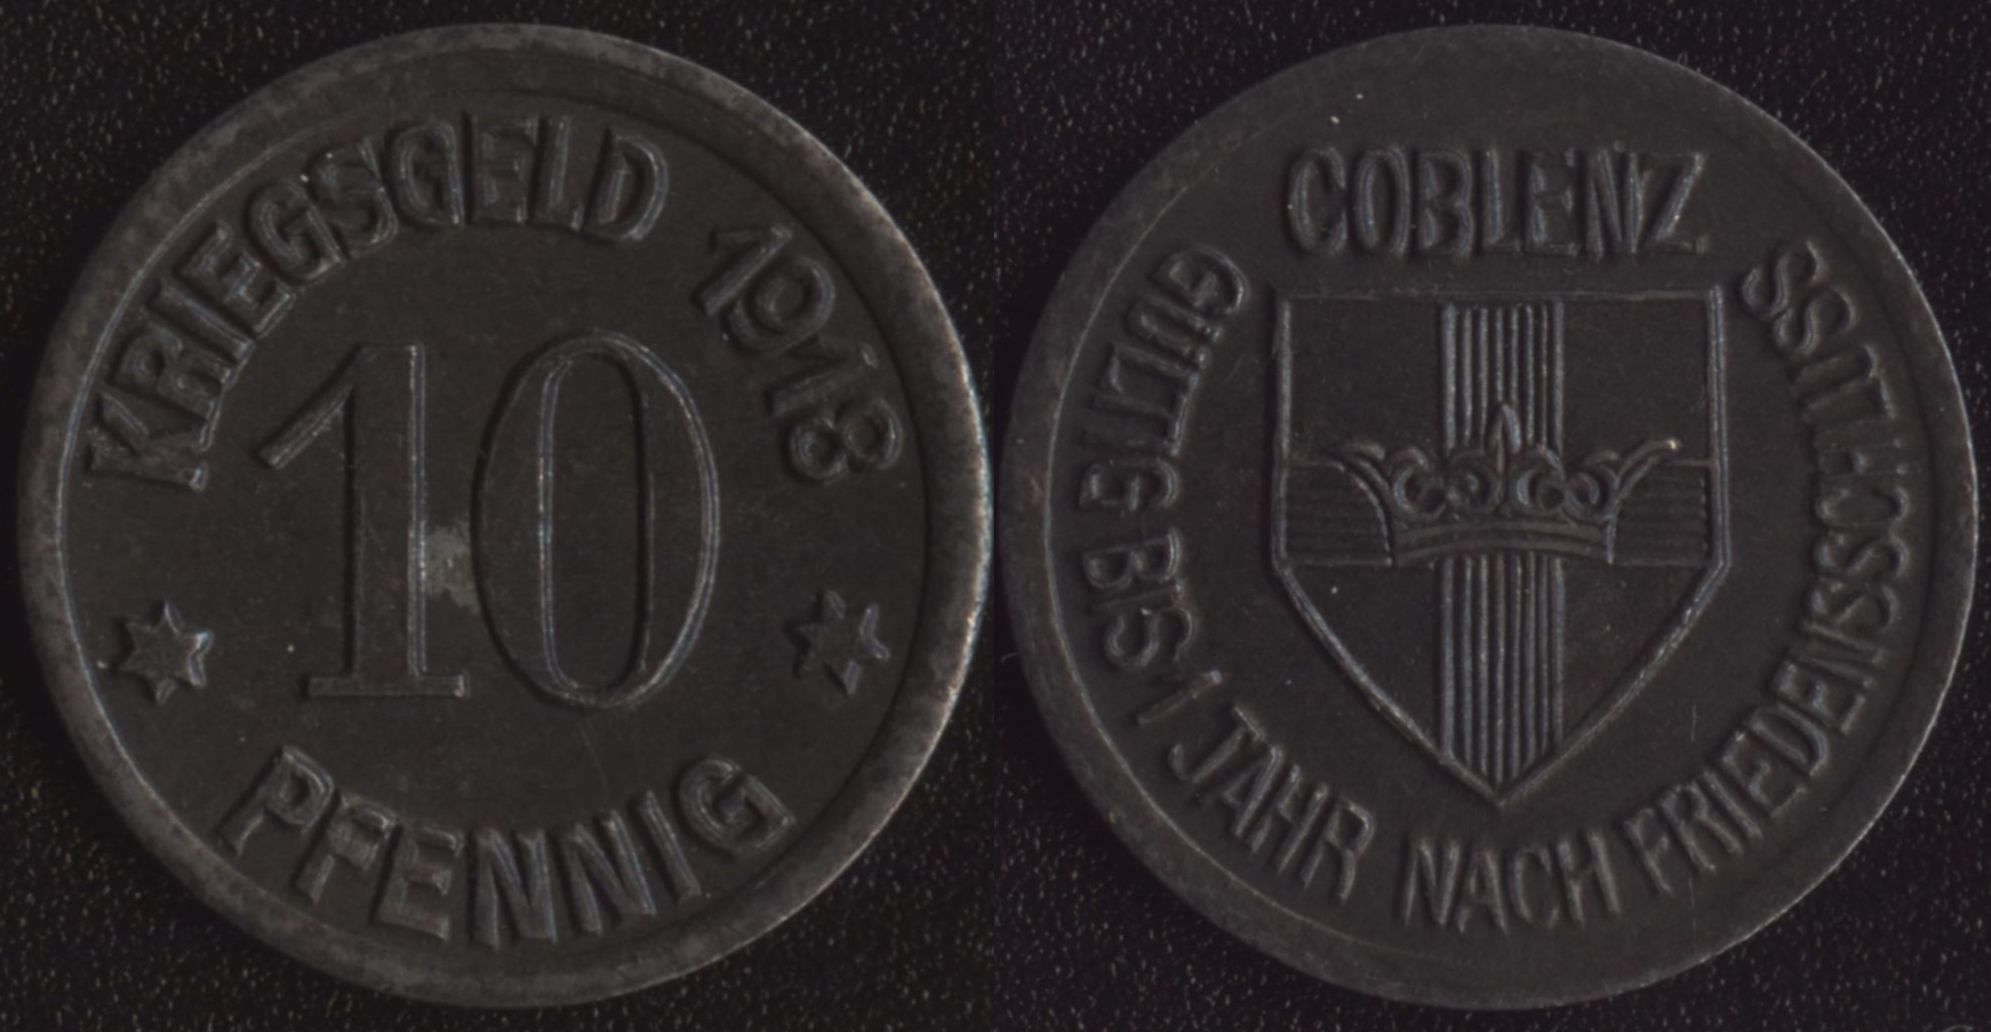 KRIEGSGELD 1918
10
PFENNIG
COBLENZ
GÜLTIG BIS 1 JAHR NACH FRIEDENSSCHLUSS